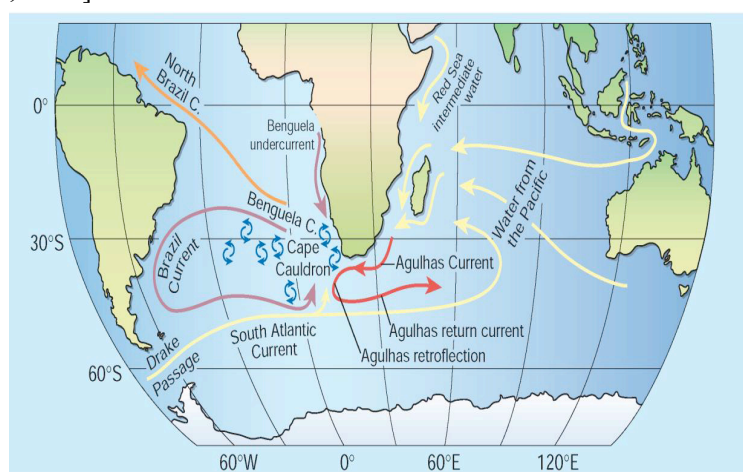 North
Brazil C.
Red Sea
intermediate
water
0°
Benguela
undercurrent
Water from
the Pacific
Benguela C.
30°S
Brazil
Current
Cape
Cauldron
Agulhas Current
South Atlantic
Current
Agulhas return current
Agulhas retroflection
Drake
Passage
60°S
60°W
0°
60°E
120°E